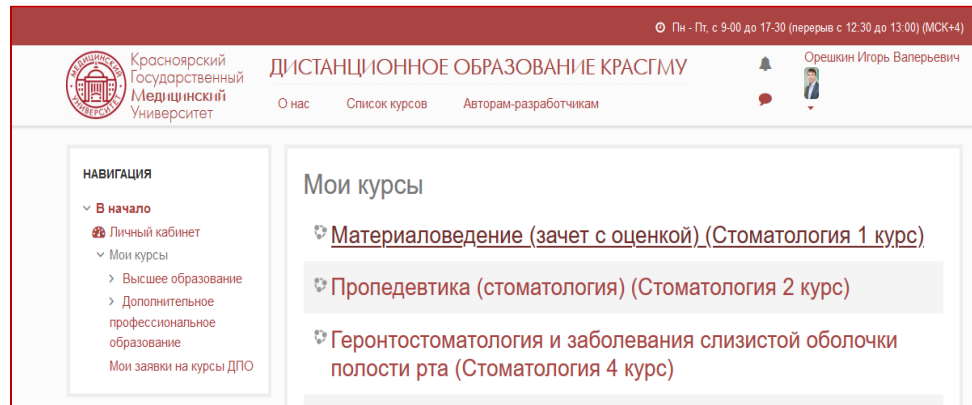 Пн - Пт, с 9-00 до 17-30 (перерыв с 12:30 до 13:00) (МСК+4)
Красноярский
Государственный
Медицинский
Университет
ДИСТАНЦИОННОЕ ОБРАЗОВАНИЕ КРАСГМУ
Орешкин Игорь Валерьевич
О нас Список курсов Авторам-разработчикам
НАВИГАЦИЯ
В начало
Личный кабинет
Мои курсы
Высшее образование
Дополнительное
профессиональное
образование
Мои заявки на курсы ДПО
Мои курсы
Материаловедение (зачет с оценкой) (Стоматология 1 курс)
Пропедевтика (стоматология) (Стоматология 2 курс)
Геронтостоматология и заболевания слизистой оболочки
полости рта (Стоматология 4 курс)